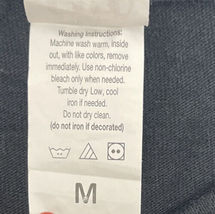 Washing Instructions:
Machine wash warm, inside
out, with like colors, remove
immediately. Use non-chlorine
bleach only when needed.
Tumble dry Low, cool
iron if needed.
Do not dry clean.
(do not iron if decorated)
M